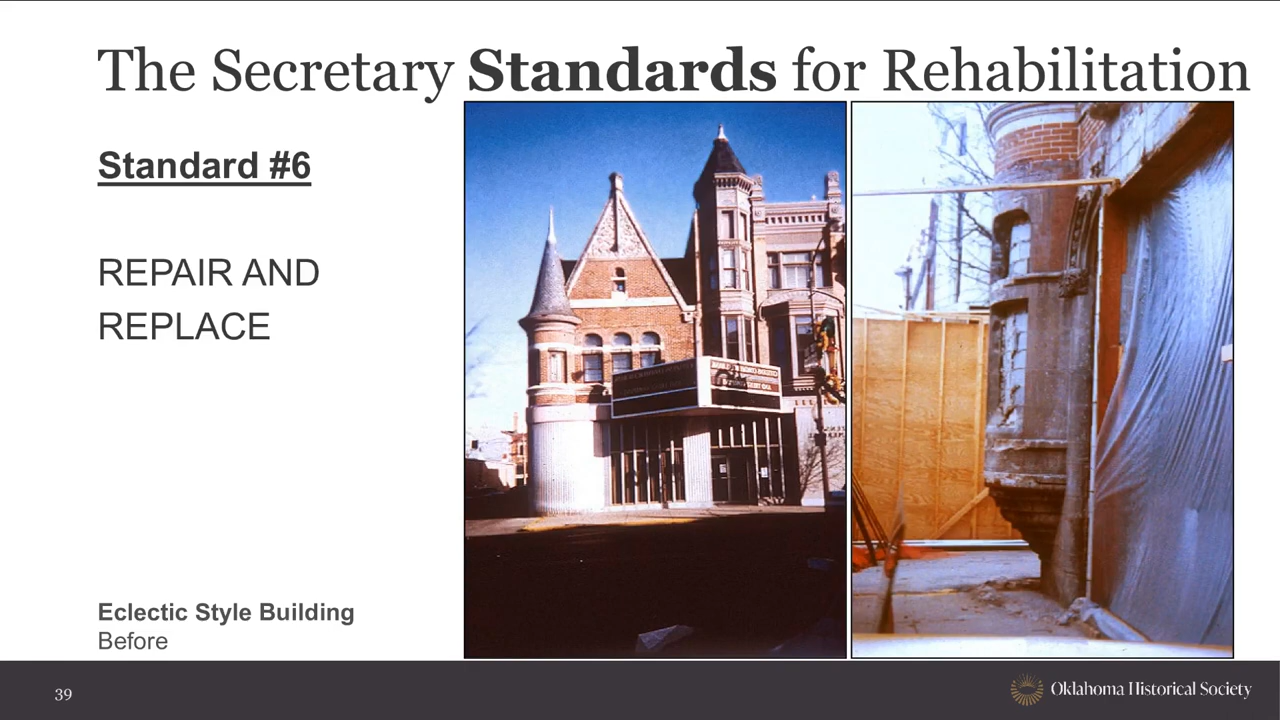 The Secretary Standards for Rehabilitation
Standard #6
REPAIR AND
REPLACE
Eclectic Style Building
Before
39
Oklahoma Historical Society